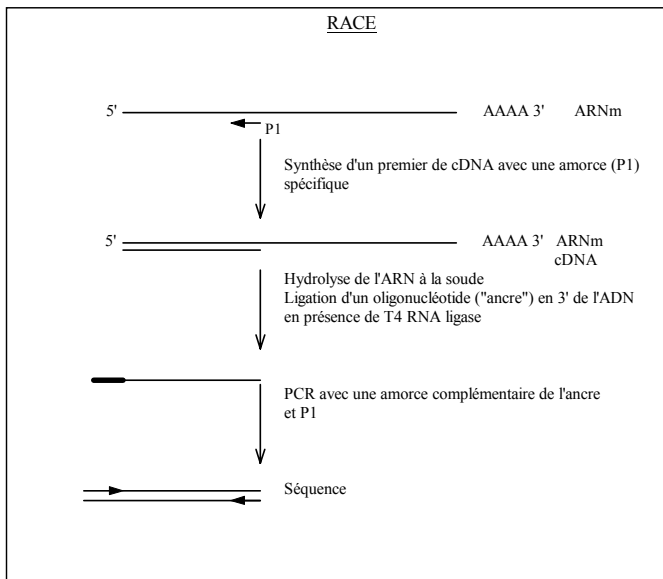 RACE
5' AAAA 3' ARNm
P1
Synthèse d'un premier de cDNA avec une amorce (P1)
spécifique
5' AAAA 3' ARNm
cDNA
Hydrolyse de l'ARN à la soude
Ligation d'un oligonucléotide ("ancre") en 3' de l'ADN
en présence de T4 RNA ligase
PCR avec une amorce complémentaire de l'ancre
et P1
Séquence